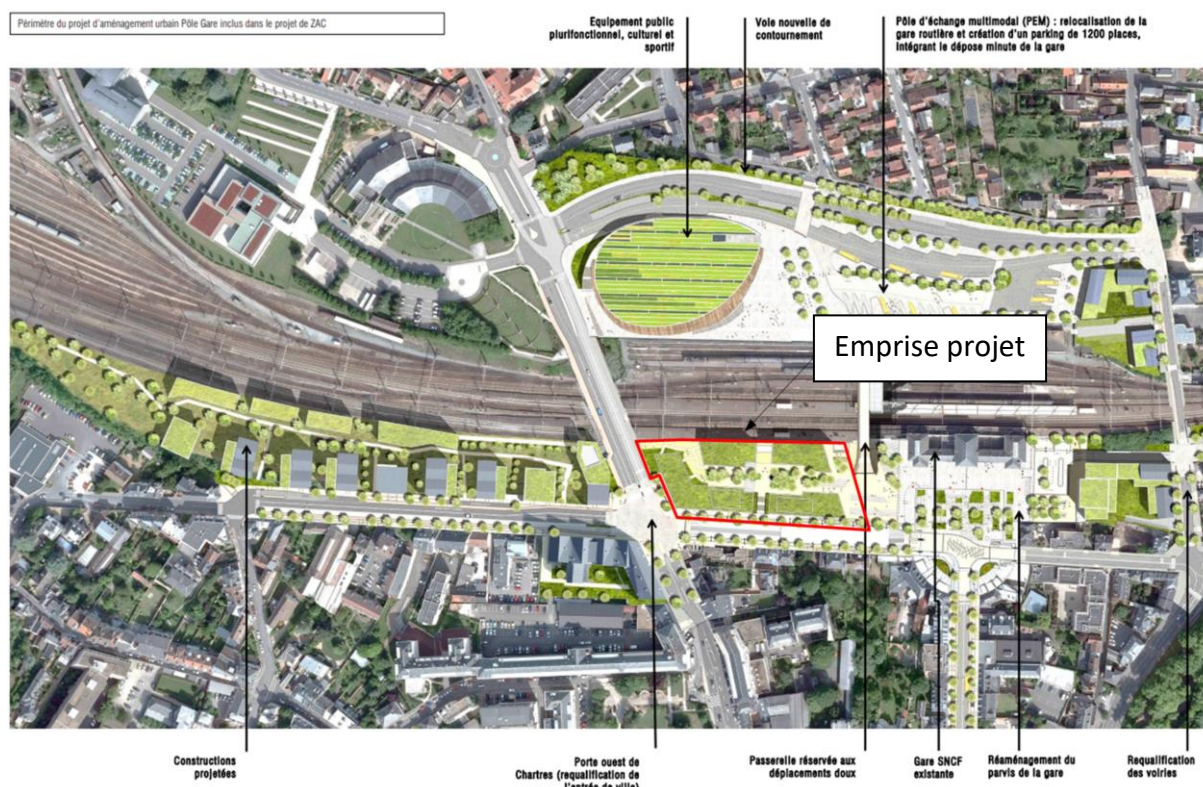 Périmètre du projet d'aménagement urbain Pôle Gare inclus dans le projet de ZAC
Equipement public
plurifonctionnel, culturel et
sportif
Voie nouvelle de
contournement
Pôle d'échange multimodal (PEM) : relocalisation de la
gare routière et création d'un parking de 1200 places,
intégrant le dépose minute de la gare
Emprise projet
Constructions
projetées
Porte ouest de
Chartres (requalification de
l'entrée de ville)
Passerelle réservée aux
déplacements doux
Gare SNCF
existante
Réaménagement du
parvis de la gare
Requalification
des voiries